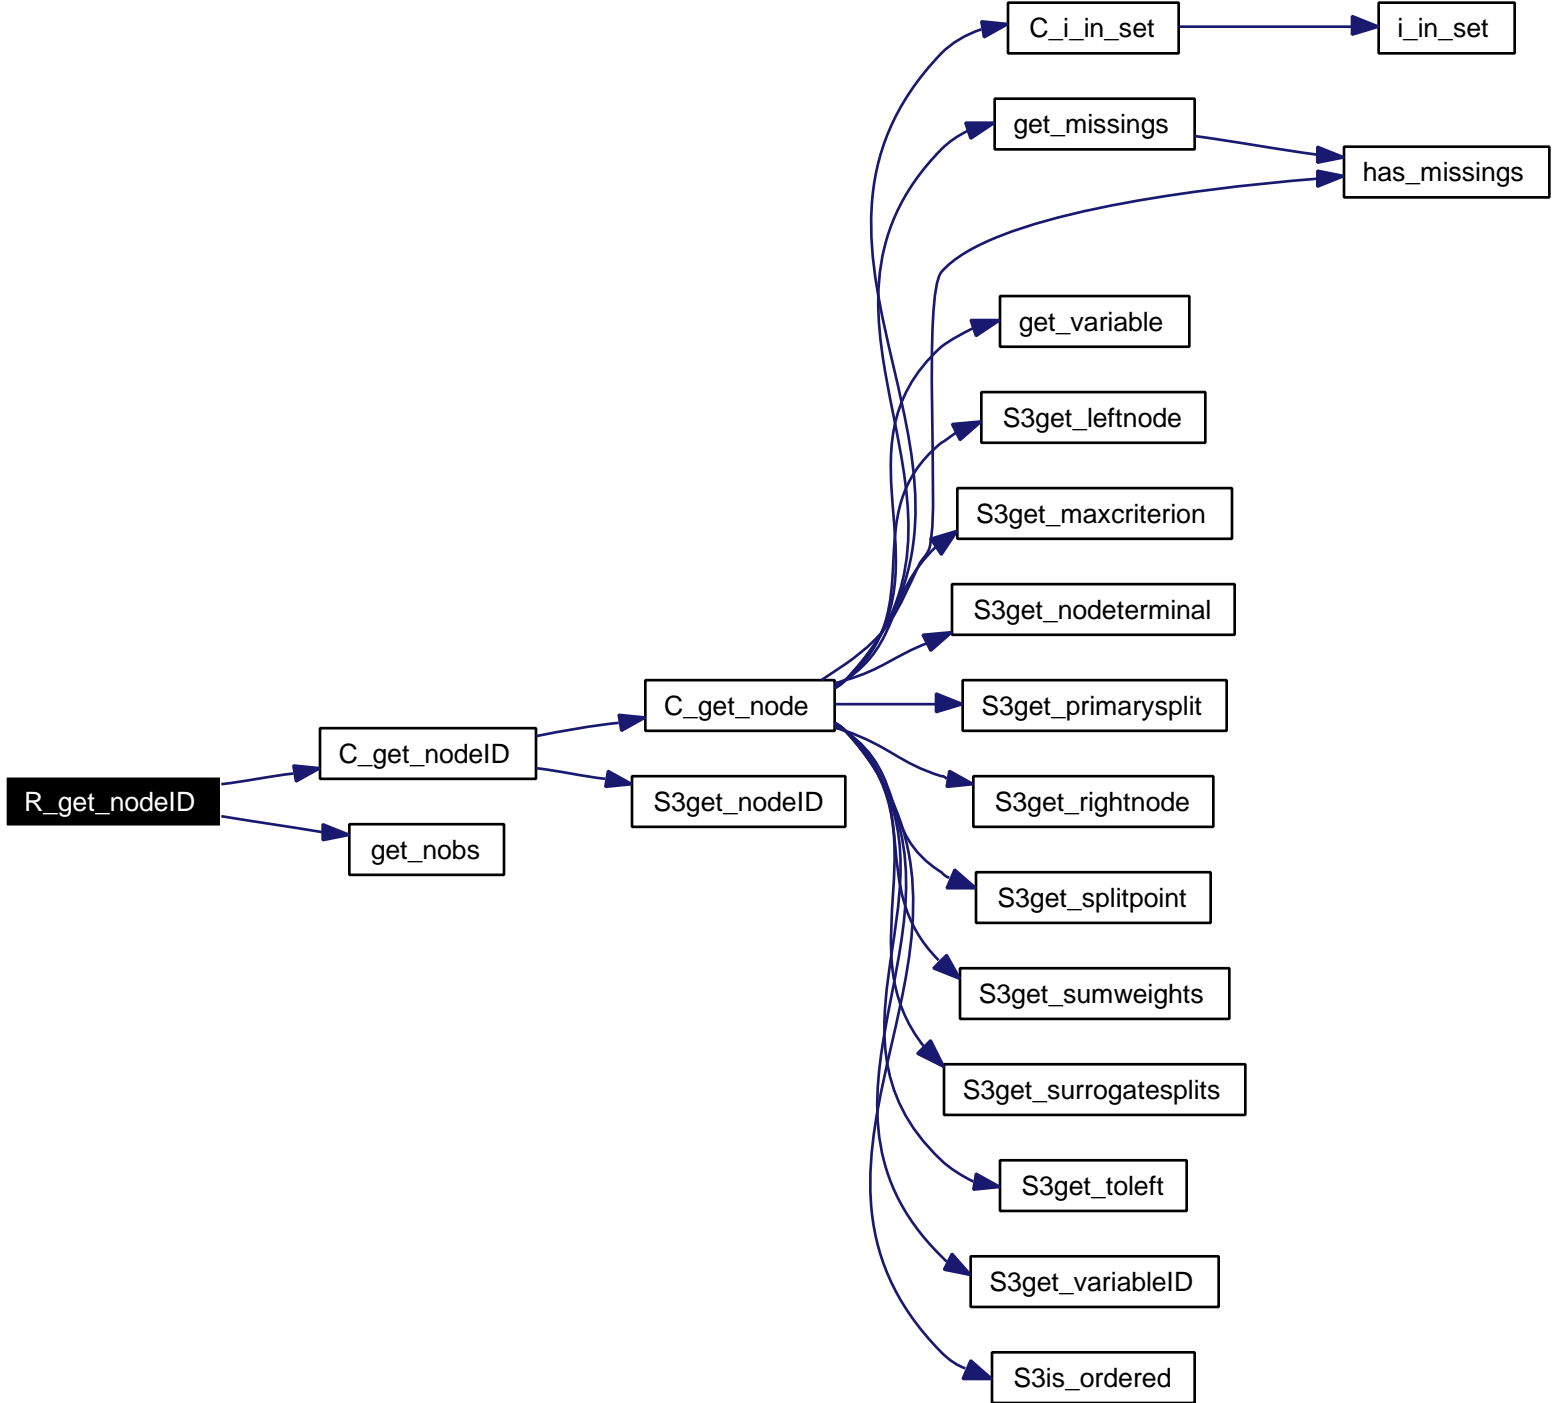 C_i_in_set
i_in_set
get_missings
has_missings
get_variable
S3get_leftnode
S3get_maxcriterion
S3get_nodeterminal
S3get_primarysplit
C_get_node
C_get_nodeID
S3get_nodeID
R_get_nodeID
get_nobs
S3get_rightnode
S3get_splitpoint
S3get_sumweights
S3get_surrogatesplits
S3get_toleft
S3get_variableID
S3is_ordered